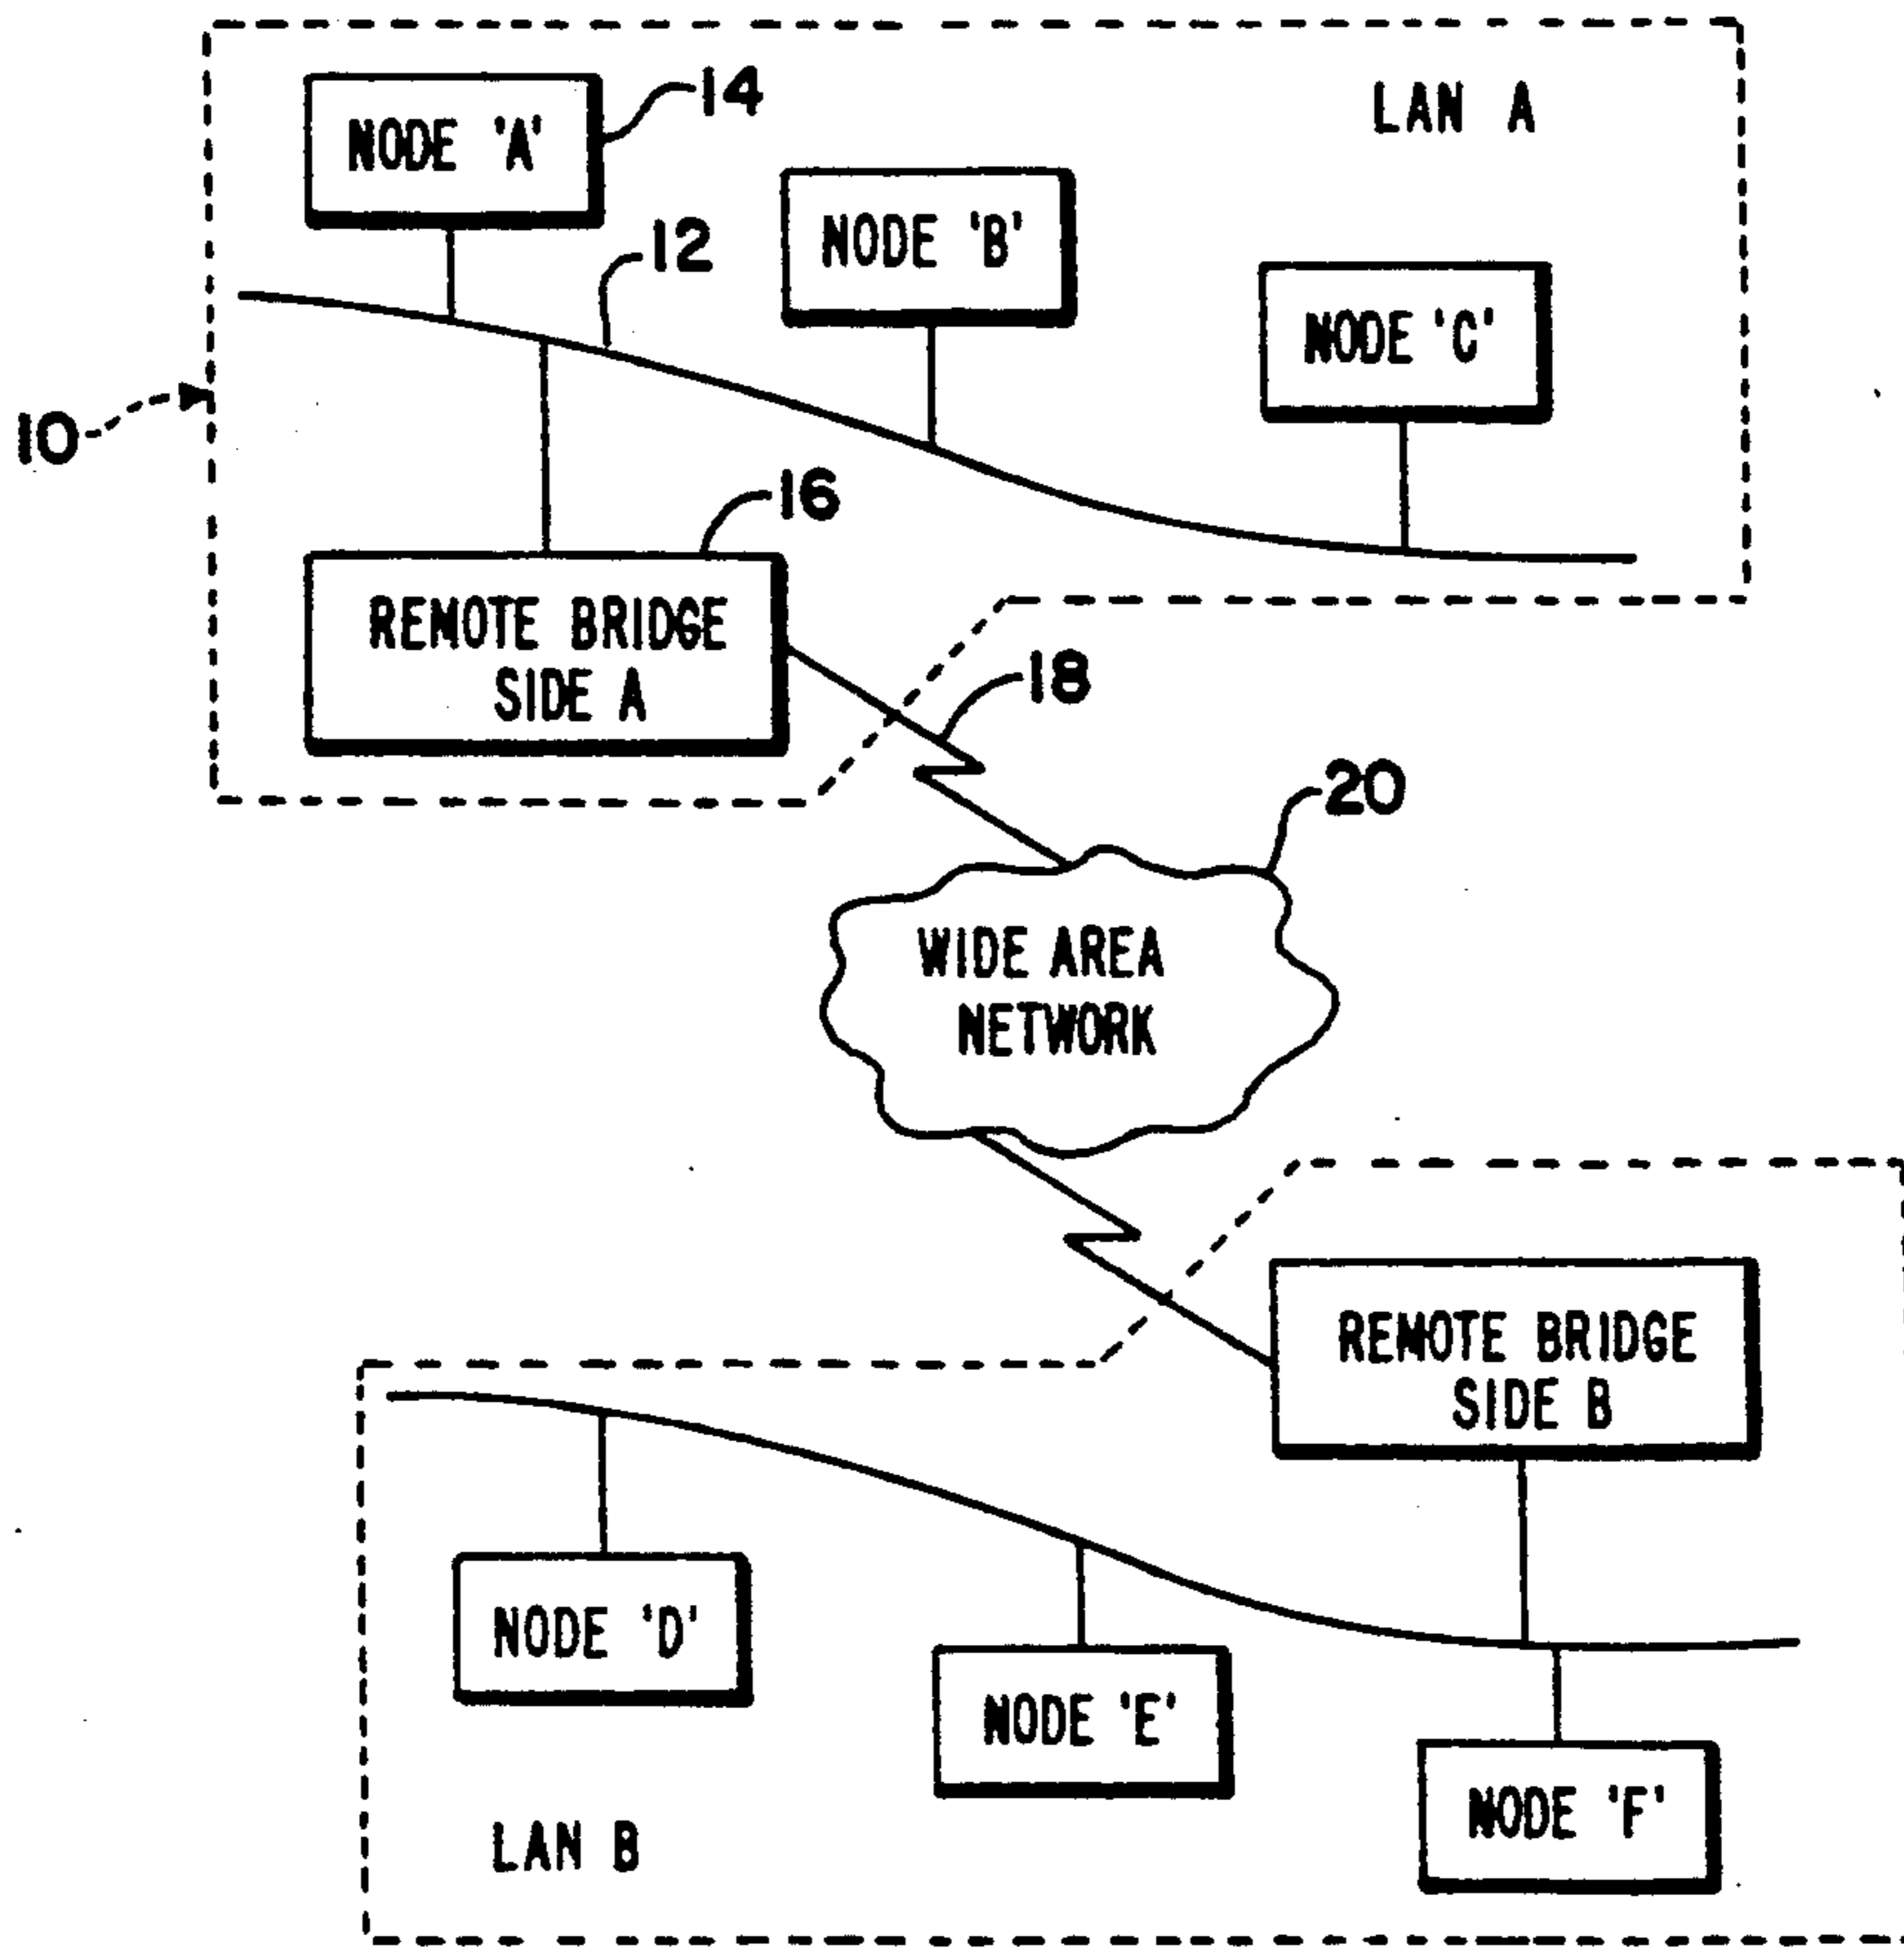 14
LAN A
NODE 'A'
12
NODE 'B'
NODE 'C'
10
16
REMOTE BRIDGE
SIDE A
18
20
WIDE AREA
NETWORK
REMOTE BRIDGE
SIDE B
NODE 'D'
NODE 'E'
NODE 'F'
LAN B